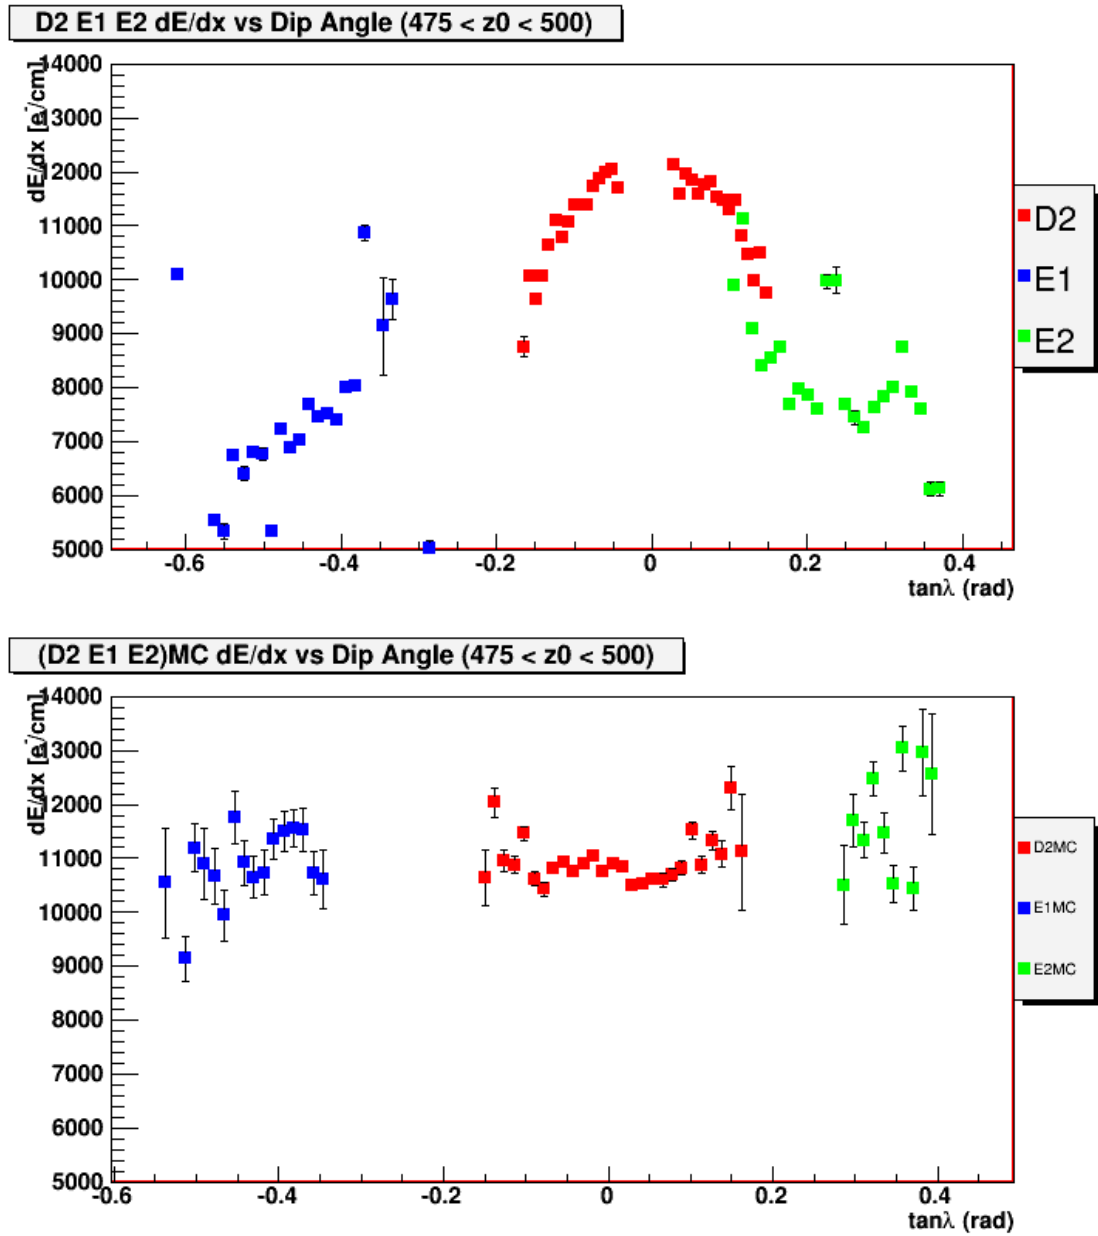 D2 E1 E2 dE/dx vs Dip Angle (475 < z0 < 500)
dE/dx [e⁻/cm]
14000
13000
12000
11000
10000
9000
8000
7000
6000
5000
-0.6 -0.4 -0.2 0 0.2 0.4
tanλ (rad)
D2
E1
E2
(D2 E1 E2)MC dE/dx vs Dip Angle (475 < z0 < 500)
dE/dx [e⁻/cm]
14000
13000
12000
11000
10000
9000
8000
7000
6000
5000
-0.6 -0.4 -0.2 0 0.2 0.4
tanλ (rad)
D2MC
E1MC
E2MC